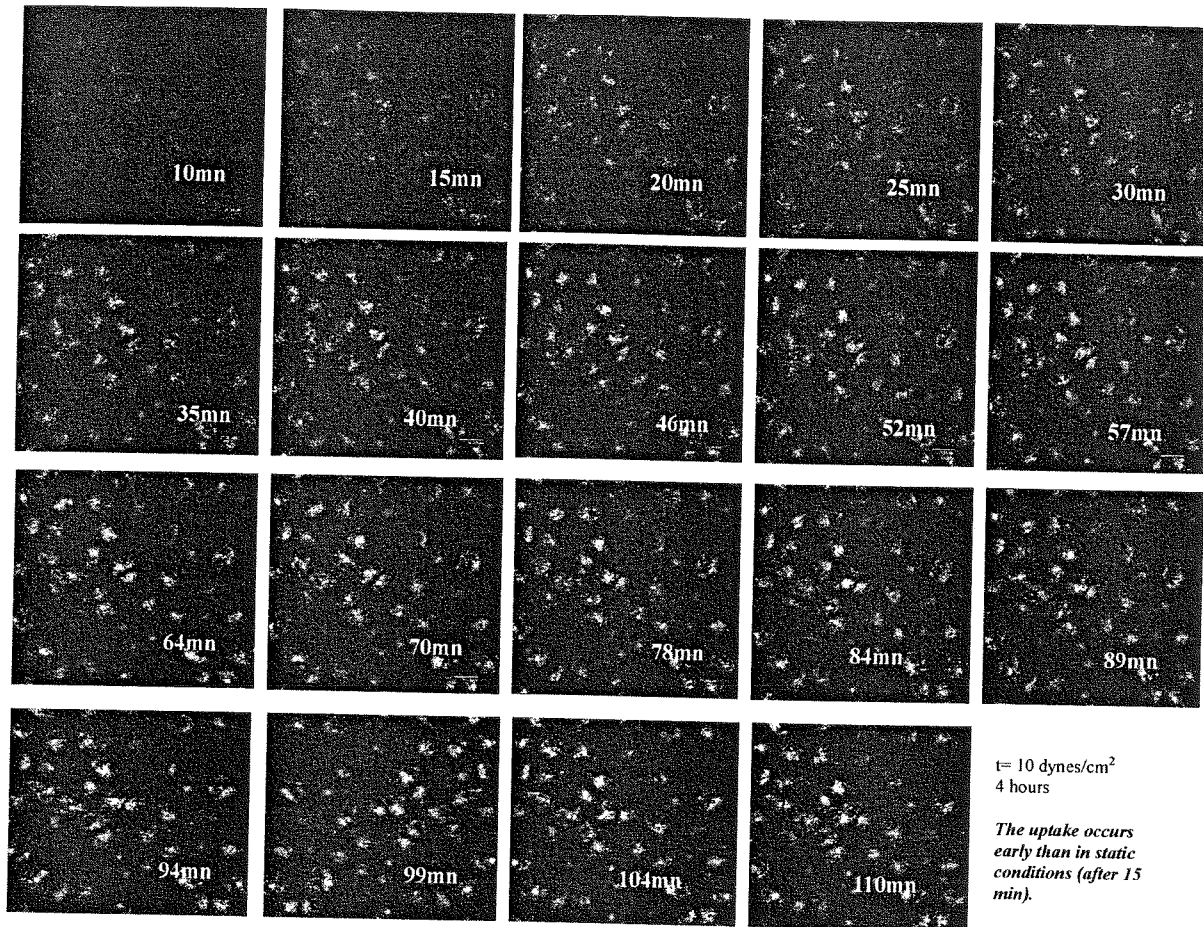 10mn
15mn
20mn
25mn
30mn
35mn
40mn
46mn
52mn
57mn
64mn
70mn
78mn
84mn
89mn
94mn
99mn
104mn
110mn
t= 10 dynes/cm²
4 hours
The uptake occurs
early than in static
conditions (after 15
min).